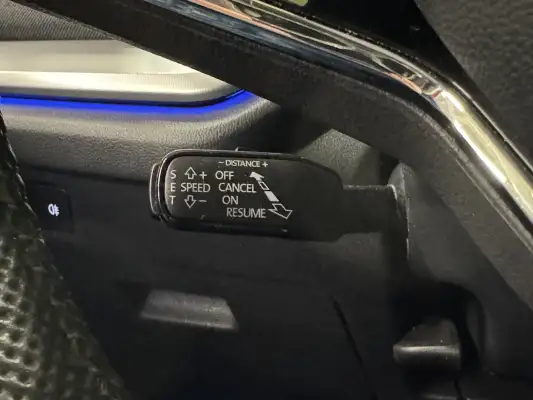 − DISTANCE +
S + OFF
E SPEED CANCEL
T − ON
RESUME